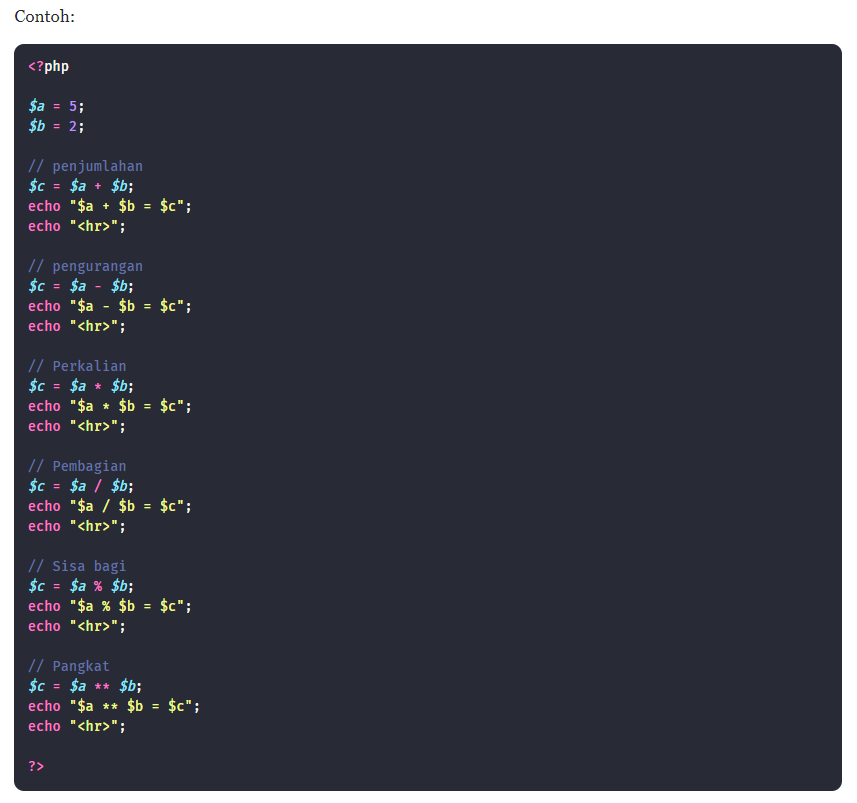 Contoh:
<?php
$a = 5;
$b = 2;
// penjumlahan
$c = $a + $b;
echo "$a + $b = $c";
echo "<hr>";
// pengurangan
$c = $a - $b;
echo "$a - $b = $c";
echo "<hr>";
// Perkalian
$c = $a * $b;
echo "$a * $b = $c";
echo "<hr>";
// Pembagian
$c = $a / $b;
echo "$a / $b = $c";
echo "<hr>";
// Sisa bagi
$c = $a % $b;
echo "$a % $b = $c";
echo "<hr>";
// Pangkat
$c = $a ** $b;
echo "$a ** $b = $c";
echo "<hr>";
?>